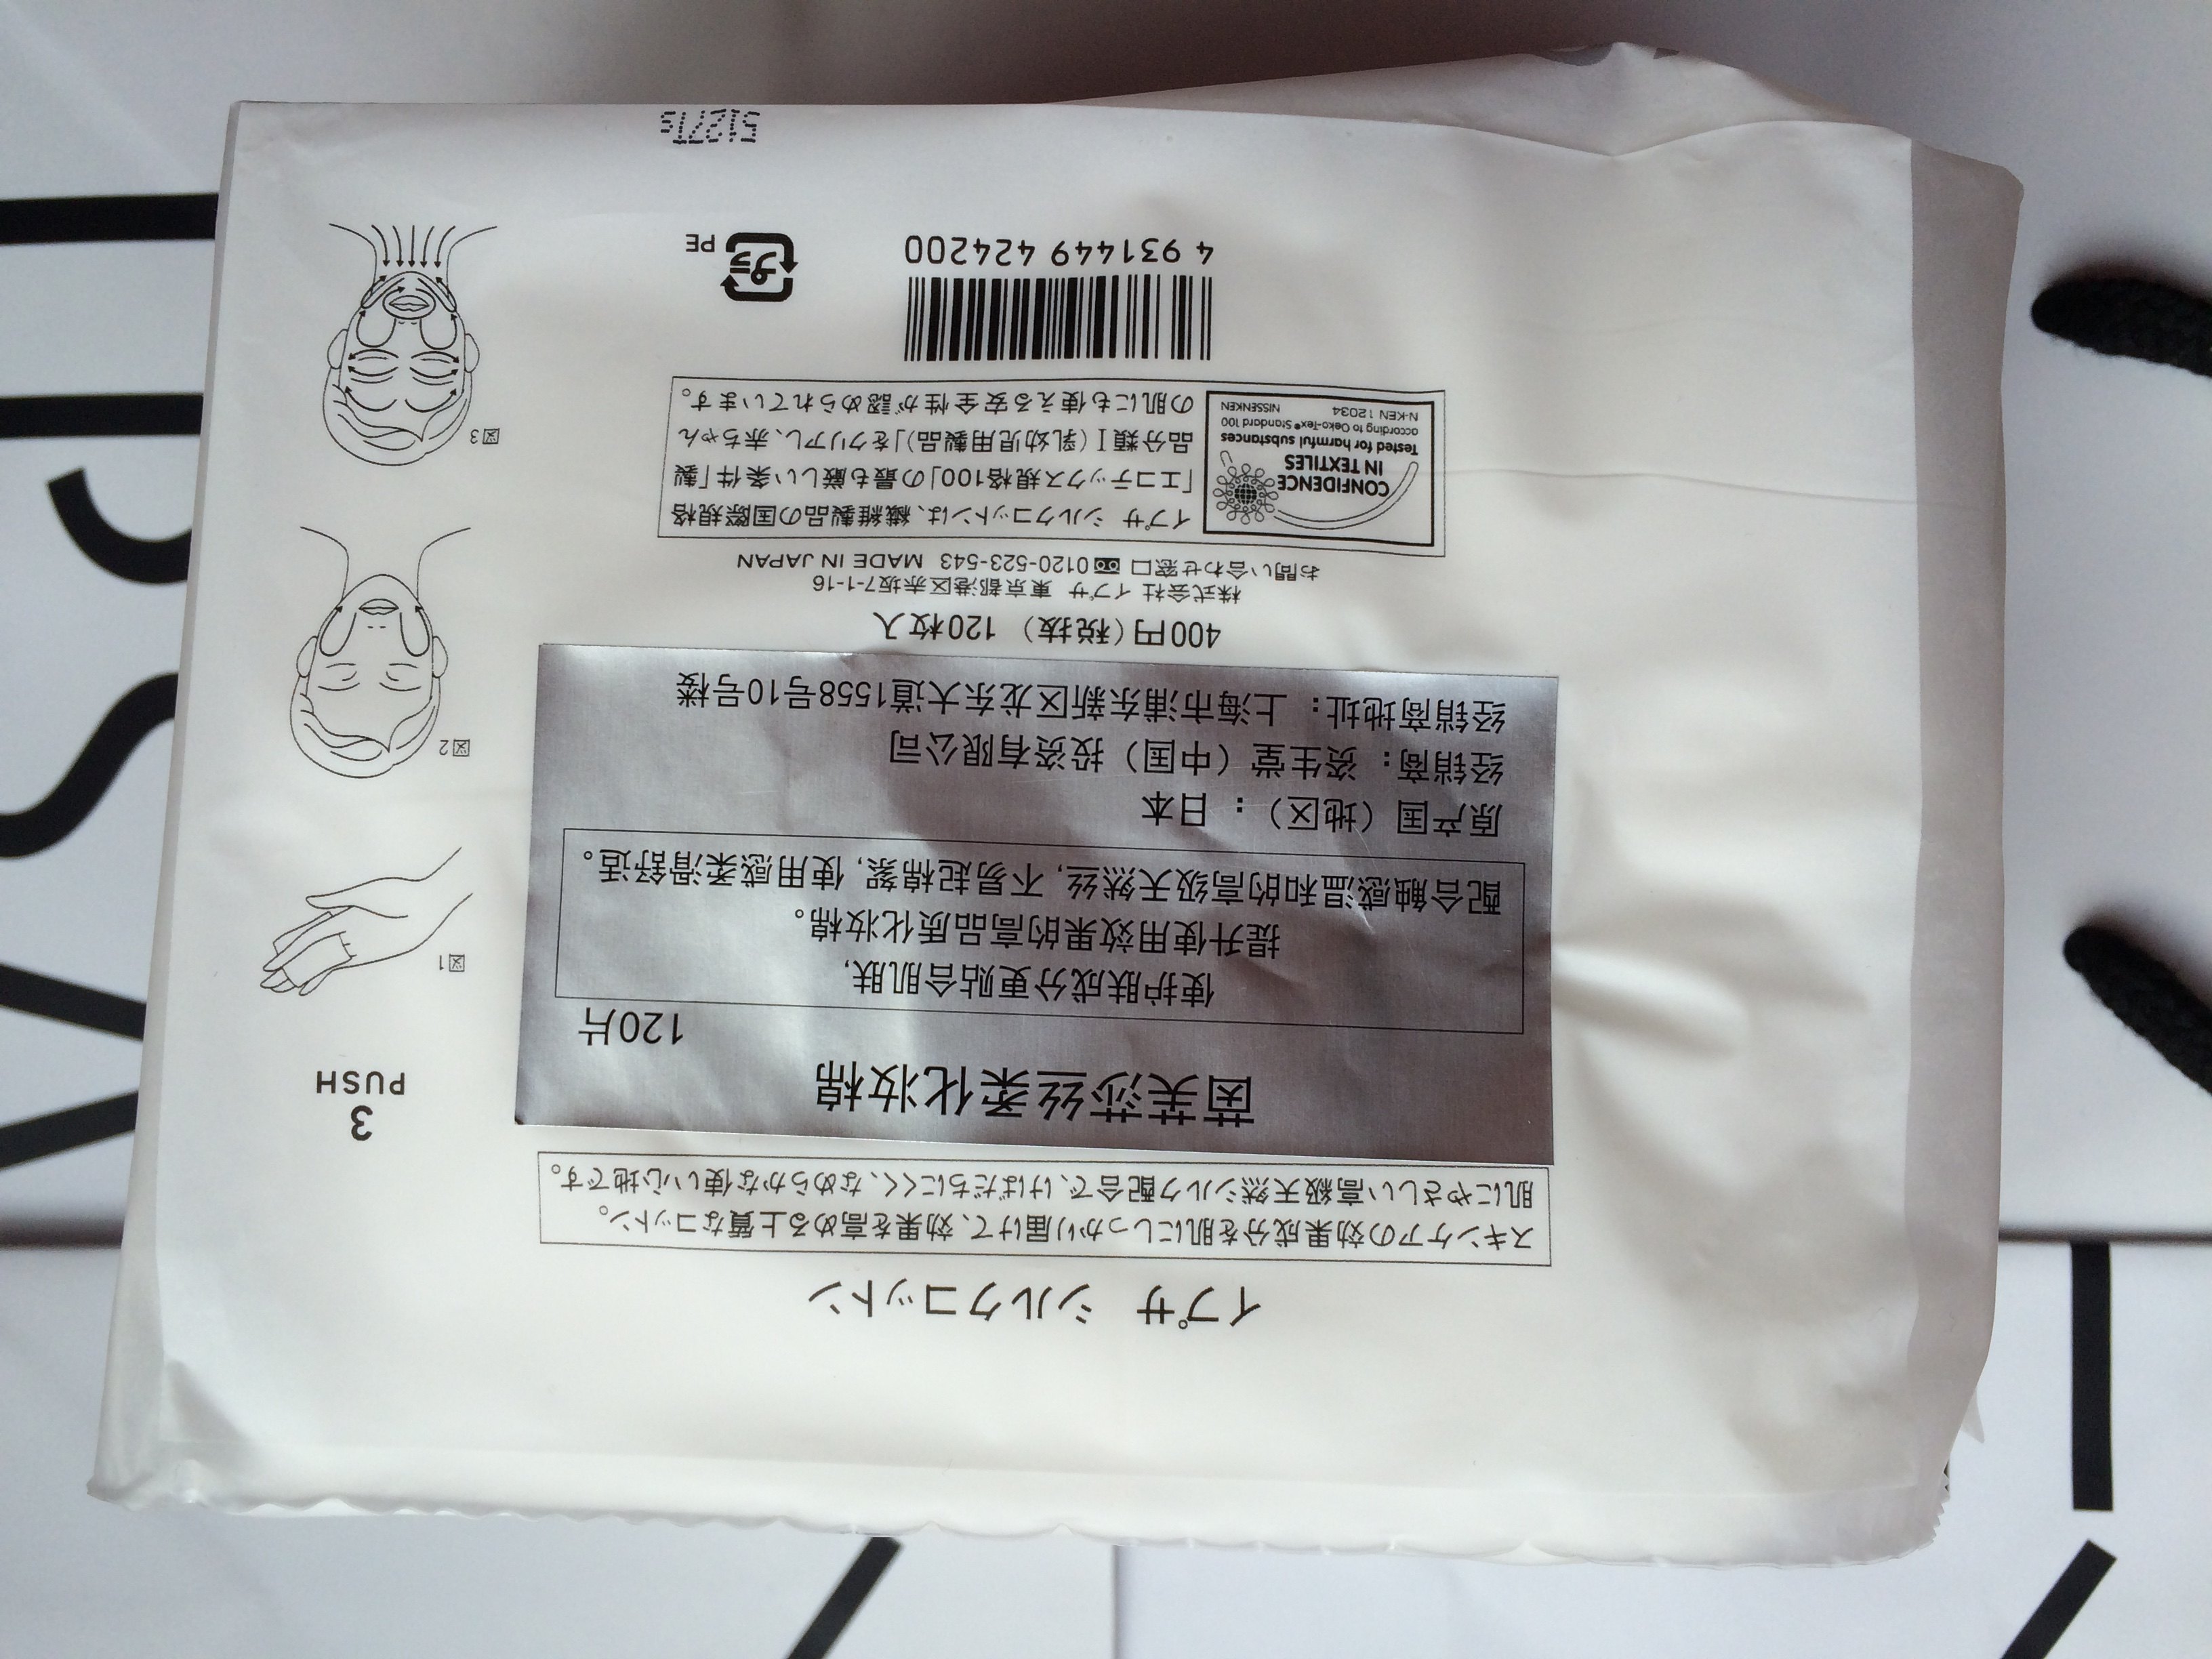 イプサ シルクコットン
スキンケアの効果成分を肌にしっかり届けて、効果を高める上質なコットン。
肌にやさしい高級天然シルク配合で、けばだちにくく、なめらかな使い心地です。
茵芙莎丝柔化妆棉
120片
使护肤成分更贴合肌肤,
提升使用效果的高品质化妆棉。
配合触感温和的高级天然丝, 不易起棉絮, 使用感柔滑舒适。
原产国（地区）: 日本
经销商: 资生堂（中国）投资有限公司
经销商地址: 上海市浦东新区龙东大道1558号10号楼
400円(税抜) 120枚入
株式会社 イプサ 東京都港区赤坂7-1-16
お問い合わせ窓口 0120-523-543 MADE IN JAPAN
CONFIDENCE
IN TEXTILES
Tested for harmful substances
according to Oeko-Tex® Standard 100
N-KEN 12034 NISSENKEN
イプサ シルクコットンは、繊維製品の国際規格
「エコテックス規格100」の最も厳しい条件「製
品分類Ⅰ(乳幼児用製品)」をクリアし、赤ちゃん
の肌にも使える安全性が認められています。
4 931449 424200
プラ
PE
5127Ts
3
PUSH
図1
図2
図3